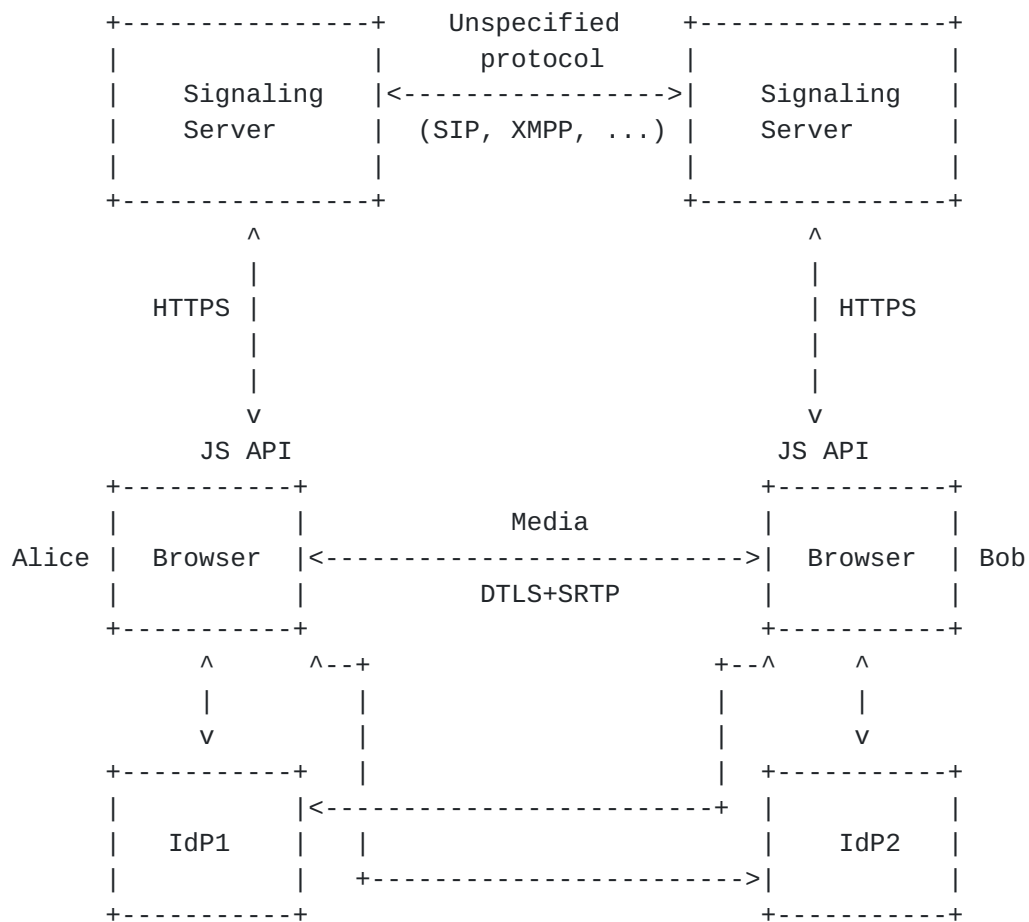 Unspecified
protocol
Signaling Signaling
Server (SIP, XMPP, ...) Server
HTTPS HTTPS
JS API JS API
Media
Alice Browser Browser Bob
DTLS+SRTP
IdP1 IdP2